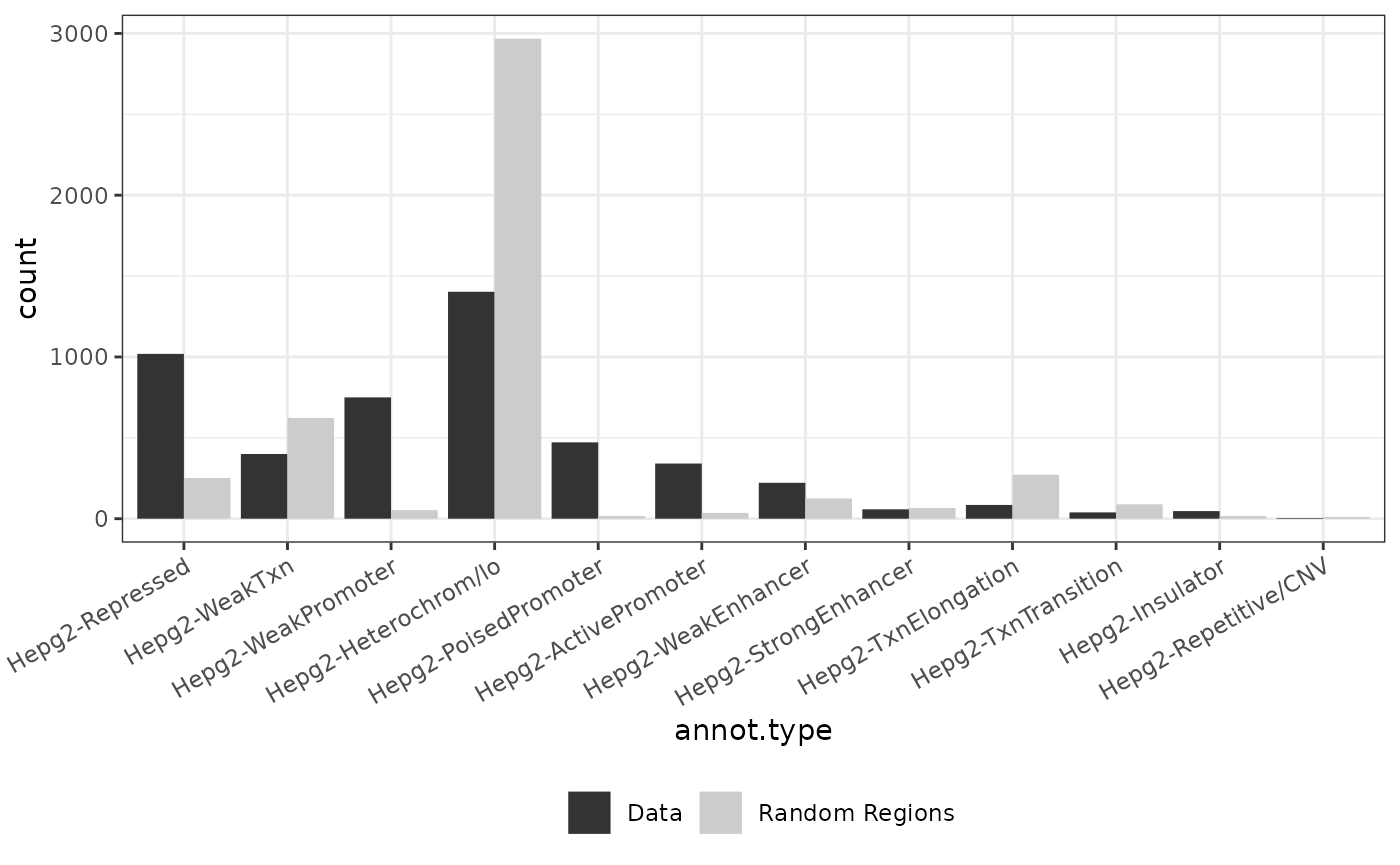 3000
2000
1000
0
count
Hepg2-Repressed
Hepg2-WeakTxn
Hepg2-WeakPromoter
Hepg2-Heterochrom/lo
Hepg2-PoisedPromoter
Hepg2-ActivePromoter
Hepg2-WeakEnhancer
Hepg2-StrongEnhancer
Hepg2-TxnElongation
Hepg2-TxnTransition
Hepg2-Insulator
Hepg2-Repetitive/CNV
annot.type
Data Random Regions